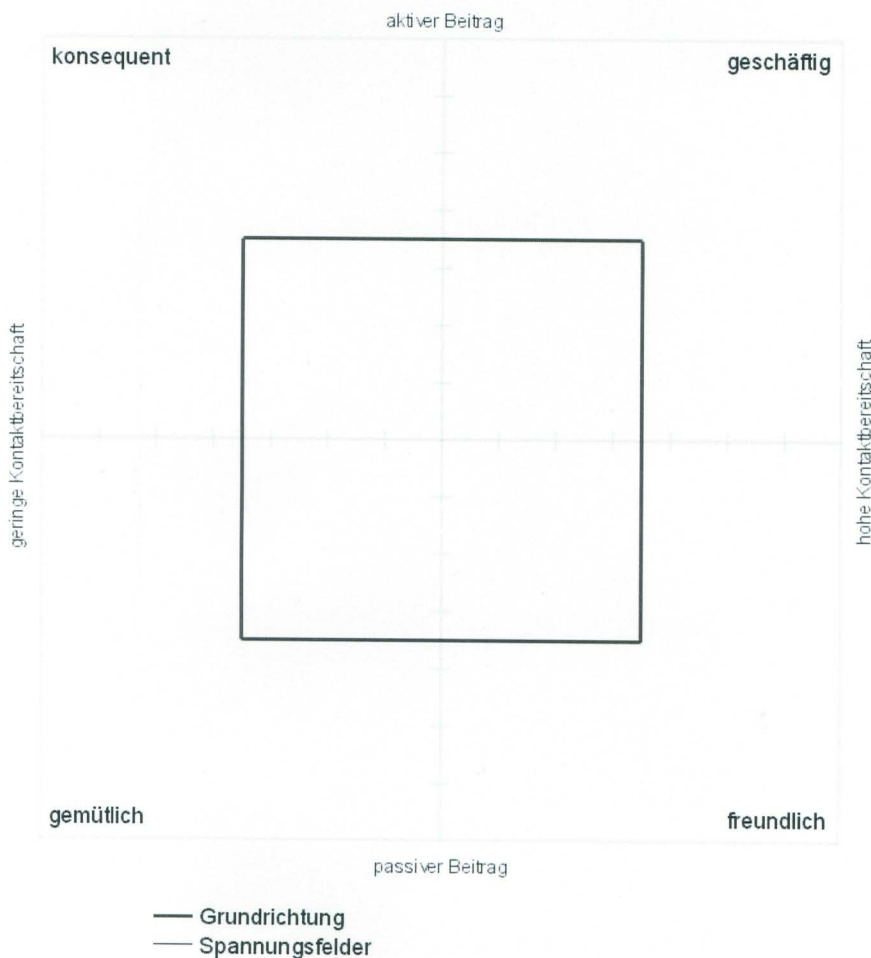 aktiver Beitrag
konsequent
geschäftig
geringe Kontaktbereitschaft
hohe Kontaktbereitschaft
gemütlich
freundlich
passiver Beitrag
Grundrichtung
Spannungsfelder